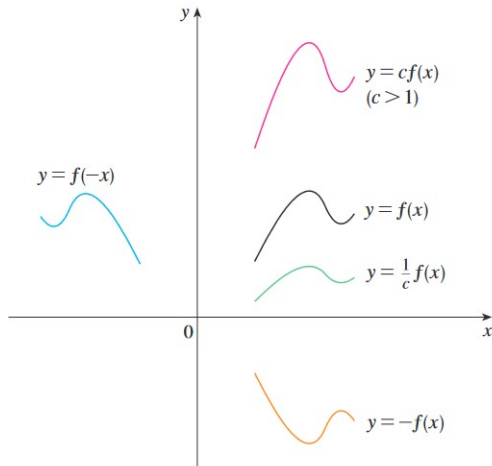 y
y = cf(x)
(c > 1)
y = f(−x)
y = f(x)
y = 1/c f(x)
0
x
y = −f(x)